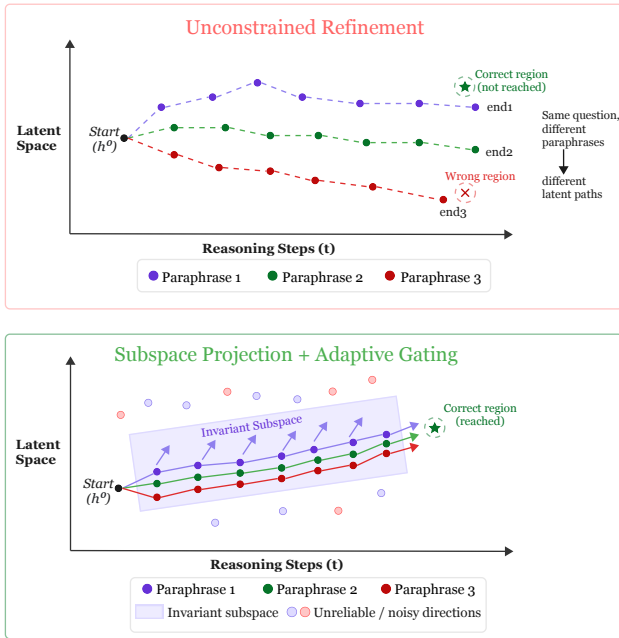 Unconstrained Refinement
Correct region
(not reached)
Latent
Space
Start
(h⁰)
end1
end2
end3
Wrong region
Same question,
different
paraphrases
different
latent paths
Reasoning Steps (t)
Paraphrase 1 Paraphrase 2 Paraphrase 3
Subspace Projection + Adaptive Gating
Invariant Subspace
Correct region
(reached)
Latent
Space
Start
(h⁰)
Reasoning Steps (t)
Paraphrase 1 Paraphrase 2 Paraphrase 3
Invariant subspace Unreliable / noisy directions